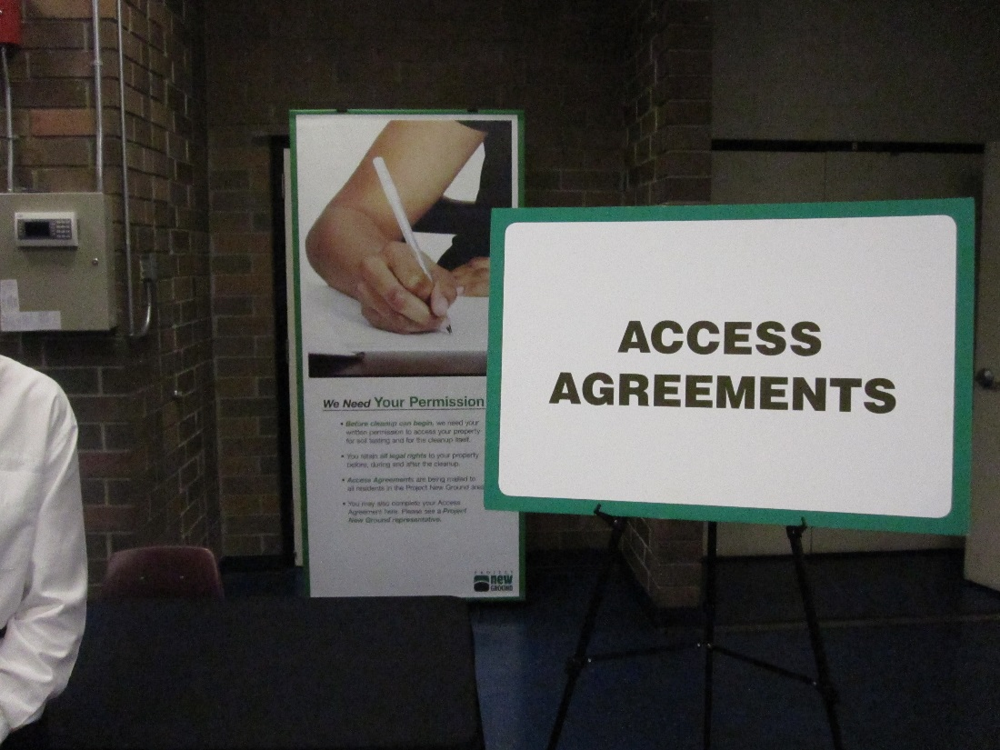 We Need Your Permission
• Before cleanup can begin, we need your
written permission to access your property
for soil testing and for the cleanup itself.
• You retain all legal rights to your property
before, during and after the cleanup.
• Access Agreements are being mailed to
all residents in the Project New Ground area
• You may also complete your Access
Agreement here. Please see a Project
New Ground representative.
PROJECT
new
GROUND
ACCESS
AGREEMENTS